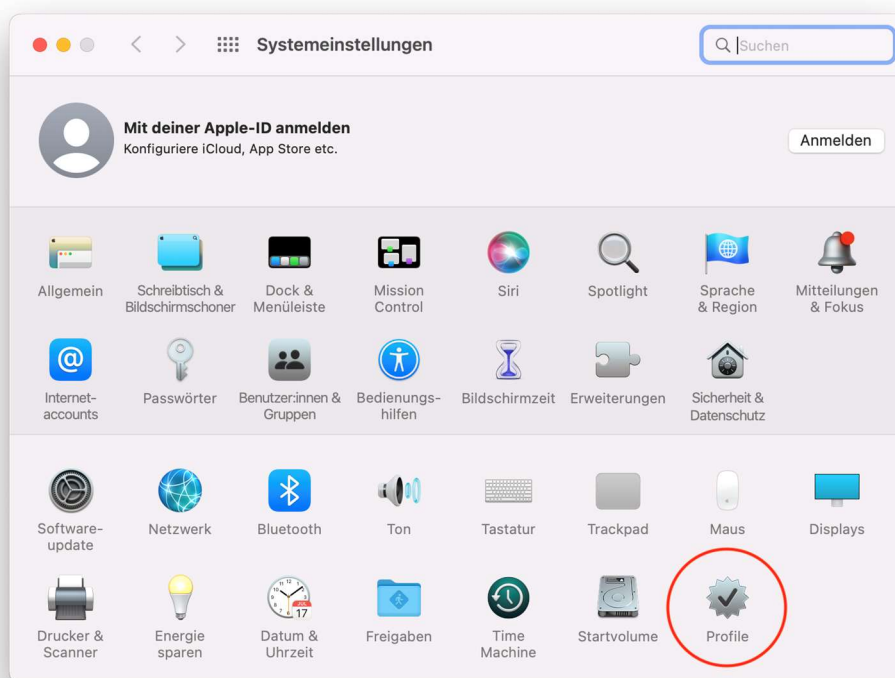 Systemeinstellungen
Suchen
Mit deiner Apple-ID anmelden
Konfiguriere iCloud, App Store etc.
Anmelden
Allgemein
Schreibtisch &
Bildschirmschoner
Dock &
Menüleiste
Mission
Control
Siri
Spotlight
Sprache
& Region
Mitteilungen
& Fokus
Internet-
accounts
Passwörter
Benutzer:innen &
Gruppen
Bedienungs-
hilfen
Bildschirmzeit
Erweiterungen
Sicherheit &
Datenschutz
Software-
update
Netzwerk
Bluetooth
Ton
Tastatur
Trackpad
Maus
Displays
Drucker &
Scanner
Energie
sparen
JUL
17
Datum &
Uhrzeit
Freigaben
Time
Machine
Startvolume
Profile